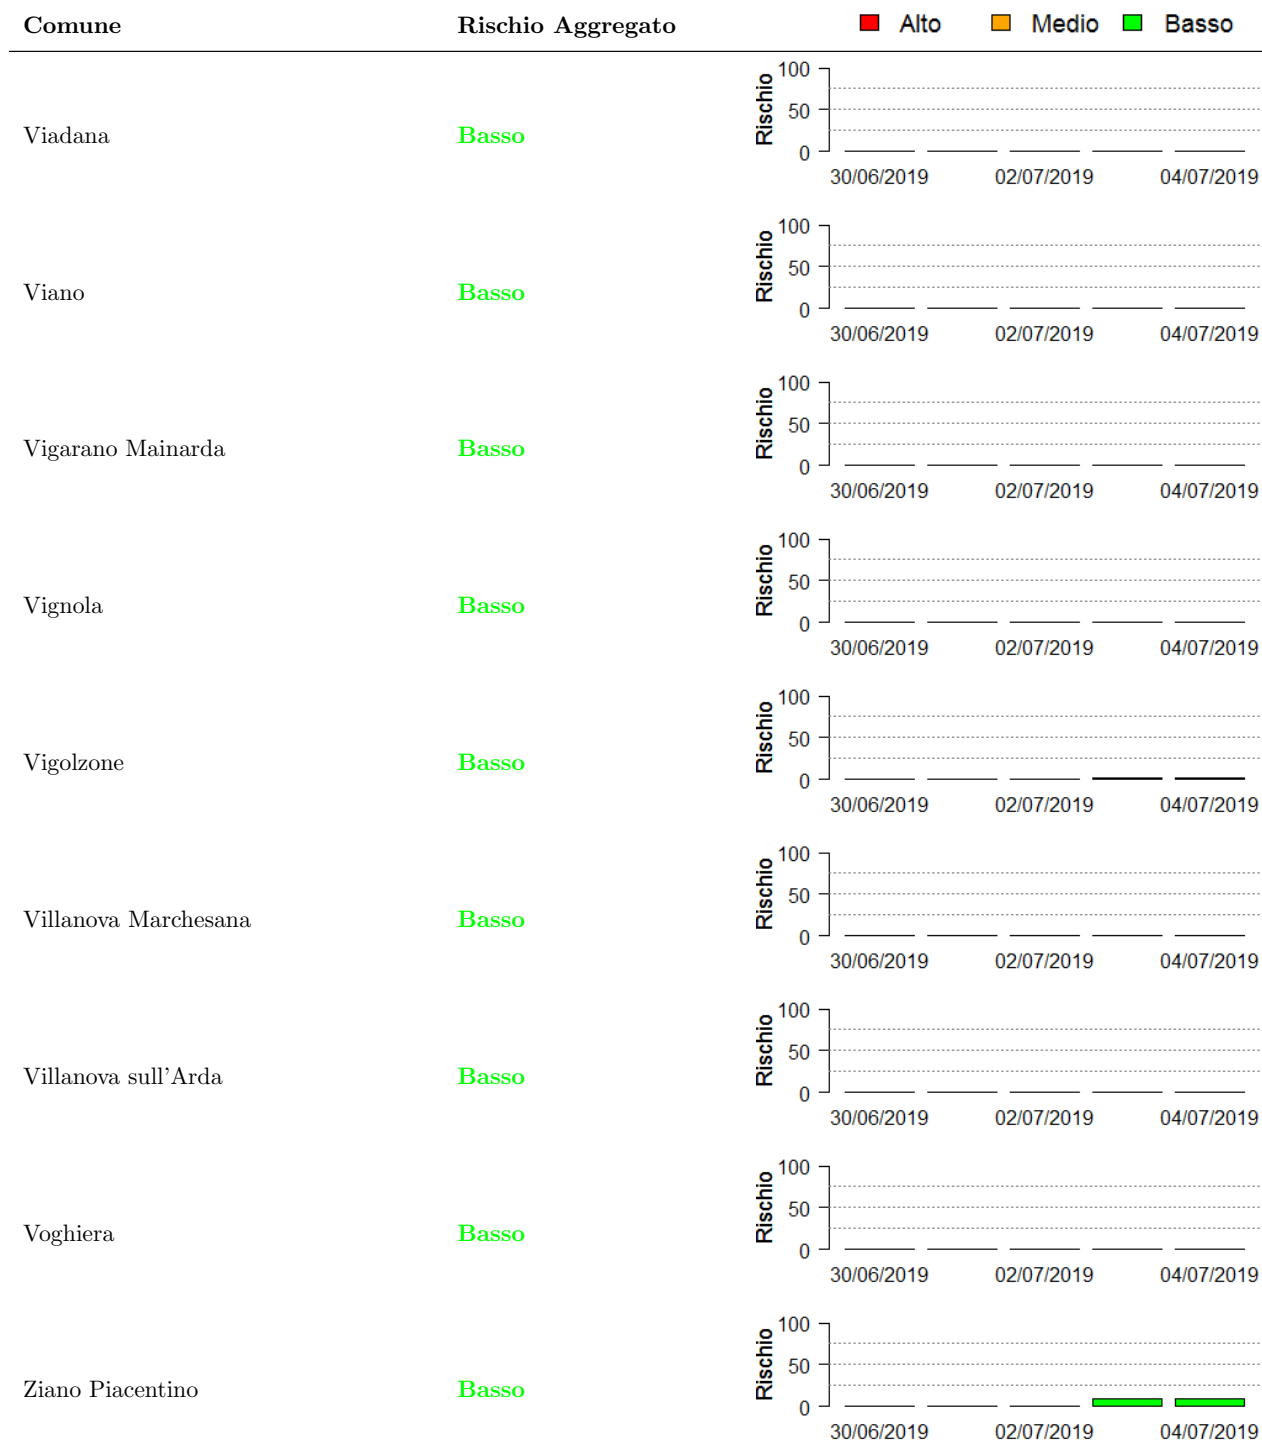 Comune Rischio Aggregato Alto Medio Basso
100
50
0
Rischio
Viadana Basso
30/06/2019 02/07/2019 04/07/2019
100
50
0
Rischio
Viano Basso
30/06/2019 02/07/2019 04/07/2019
100
50
0
Rischio
Vigarano Mainarda Basso
30/06/2019 02/07/2019 04/07/2019
100
50
0
Rischio
Vignola Basso
30/06/2019 02/07/2019 04/07/2019
100
50
0
Rischio
Vigolzone Basso
30/06/2019 02/07/2019 04/07/2019
100
50
0
Rischio
Villanova Marchesana Basso
30/06/2019 02/07/2019 04/07/2019
100
50
0
Rischio
Villanova sull'Arda Basso
30/06/2019 02/07/2019 04/07/2019
100
50
0
Rischio
Voghiera Basso
30/06/2019 02/07/2019 04/07/2019
100
50
0
Rischio
Ziano Piacentino Basso
30/06/2019 02/07/2019 04/07/2019